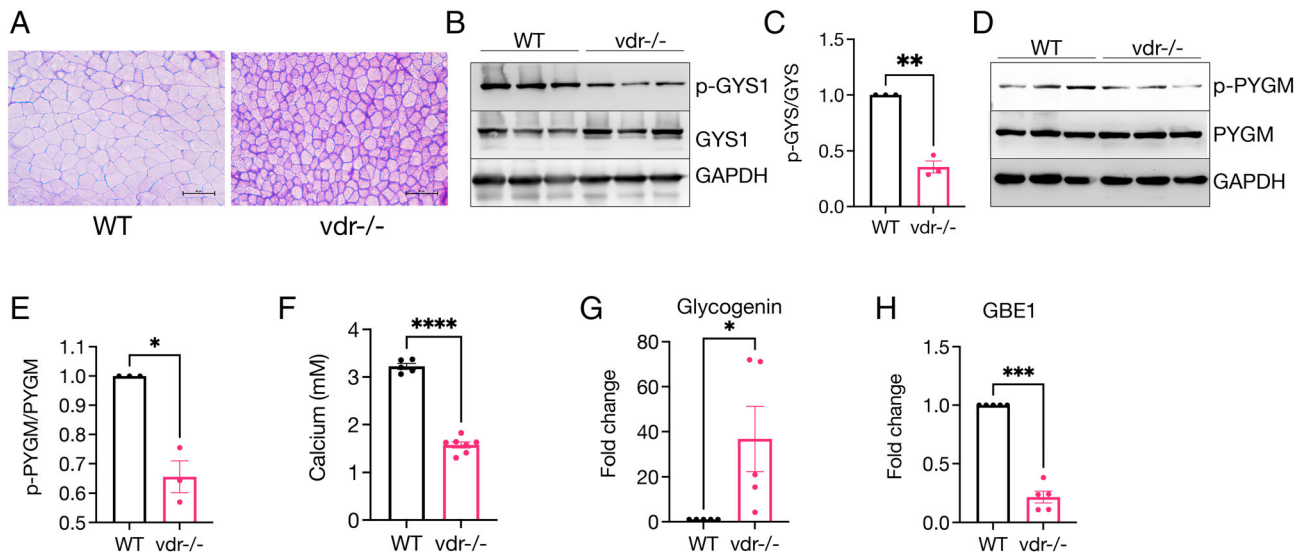 A
WT
vdr-/-
B
WT
vdr-/-
p-GYS1
GYS1
GAPDH
C
p-GYS/GYS
1.5
1.0
0.5
0.0
**
WT
vdr-/-
D
WT
vdr-/-
p-PYGM
PYGM
GAPDH
E
p-PYGM/PYGM
1.1
1.0
0.9
0.8
0.7
0.6
0.5
*
WT
vdr-/-
F
Calcium (mM)
4
3
2
1
0
****
WT
vdr-/-
G
Glycogenin
Fold change
80
60
40
20
0
*
WT
vdr-/-
H
GBE1
Fold change
1.5
1.0
0.5
0.0
***
WT
vdr-/-